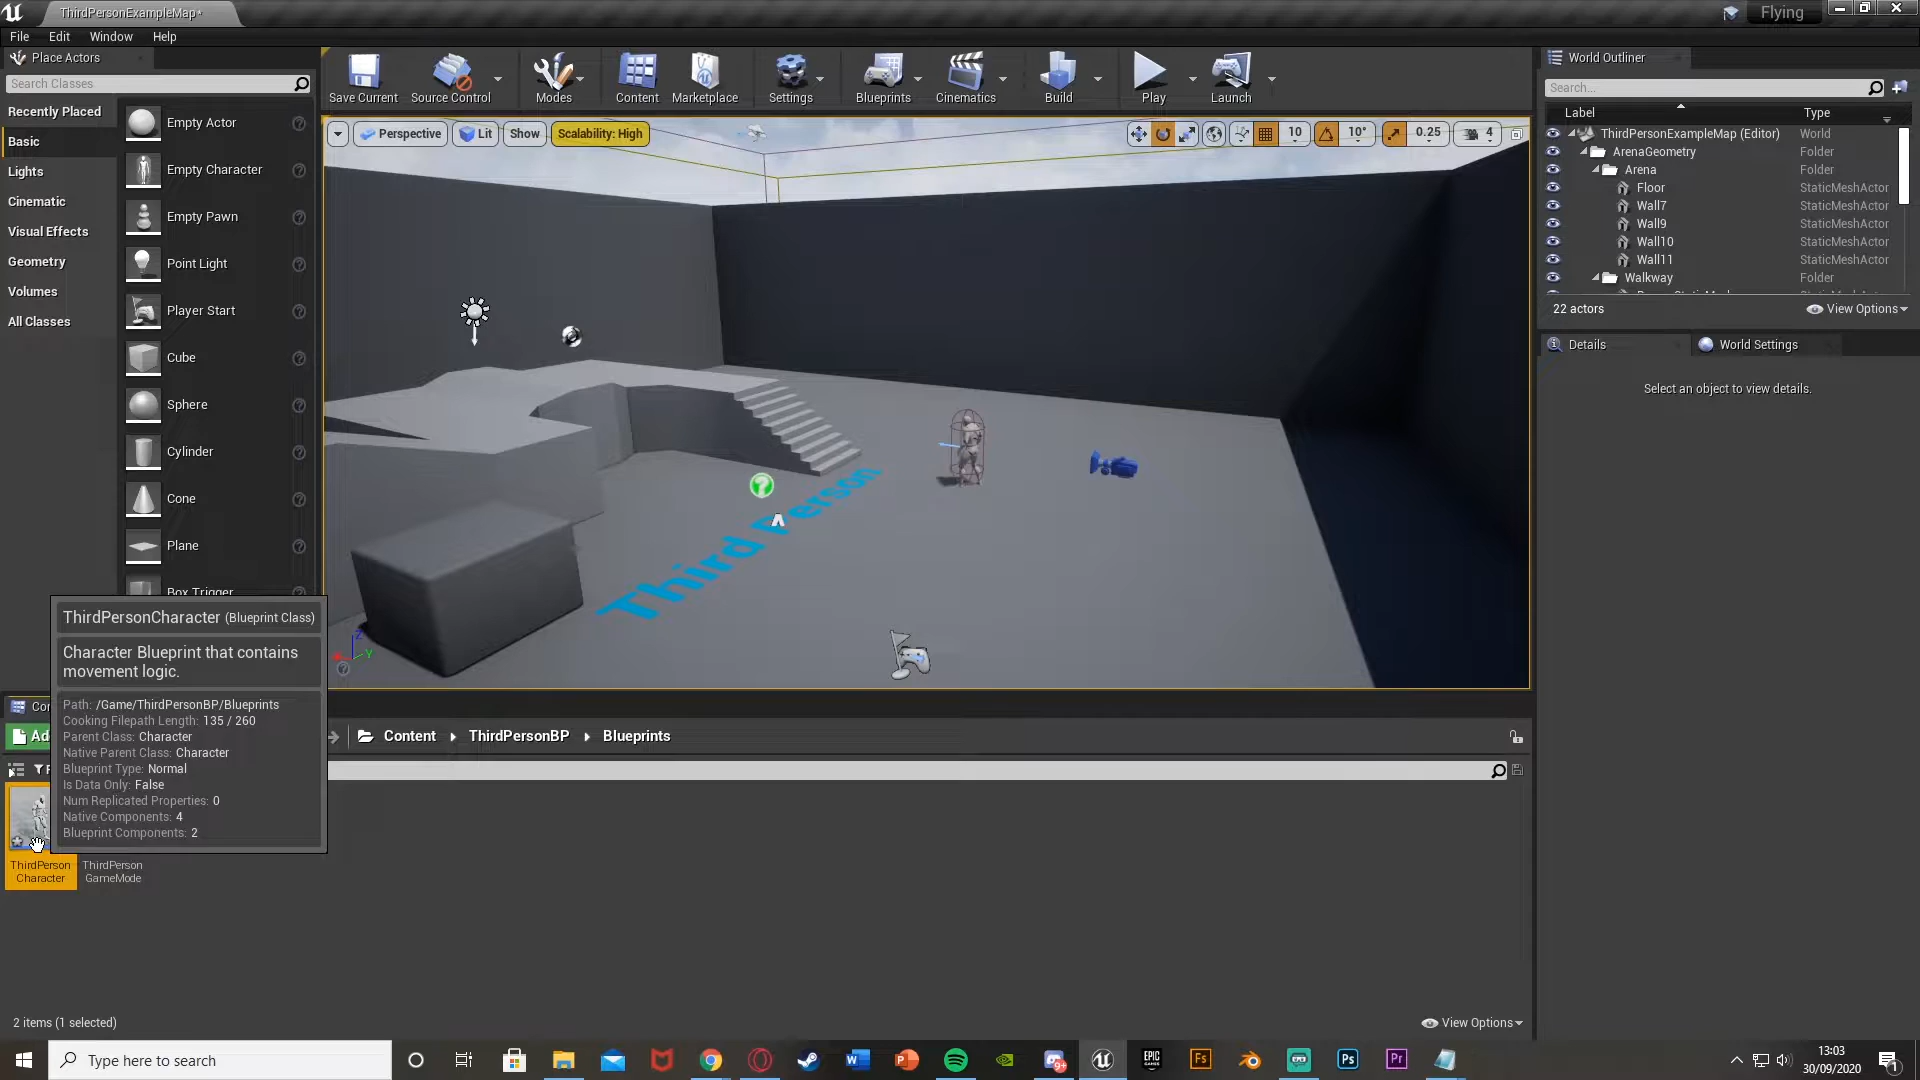 ThirdPersonExampleMap*
Flying
File Edit Window Help
Place Actors
Search Classes
Recently Placed
Basic
Lights
Cinematic
Visual Effects
Geometry
Volumes
All Classes
Empty Actor
Empty Character
Empty Pawn
Point Light
Player Start
Cube
Sphere
Cylinder
Cone
Plane
Box Trigger
Save Current
Source Control
Modes
Content
Marketplace
Settings
Blueprints
Cinematics
Build
Play
Launch
Perspective
Lit
Show
Scalability: High
10
10°
0.25
4
Third Person
World Outliner
Search...
Label Type
ThirdPersonExampleMap (Editor) World
ArenaGeometry Folder
Arena Folder
Floor StaticMeshActor
Wall7 StaticMeshActor
Wall9 StaticMeshActor
Wall10 StaticMeshActor
Wall11 StaticMeshActor
Walkway Folder
22 actors
View Options
Details
World Settings
Select an object to view details.
ThirdPersonCharacter (Blueprint Class)
Character Blueprint that contains
movement logic.
Path: /Game/ThirdPersonBP/Blueprints
Cooking Filepath Length: 135 / 260
Parent Class: Character
Native Parent Class: Character
Blueprint Type: Normal
Is Data Only: False
Num Replicated Properties: 0
Native Components: 4
Blueprint Components: 2
Content ThirdPersonBP Blueprints
ThirdPerson
Character
ThirdPerson
GameMode
2 items (1 selected)
View Options
Type here to search
13:03
30/09/2020